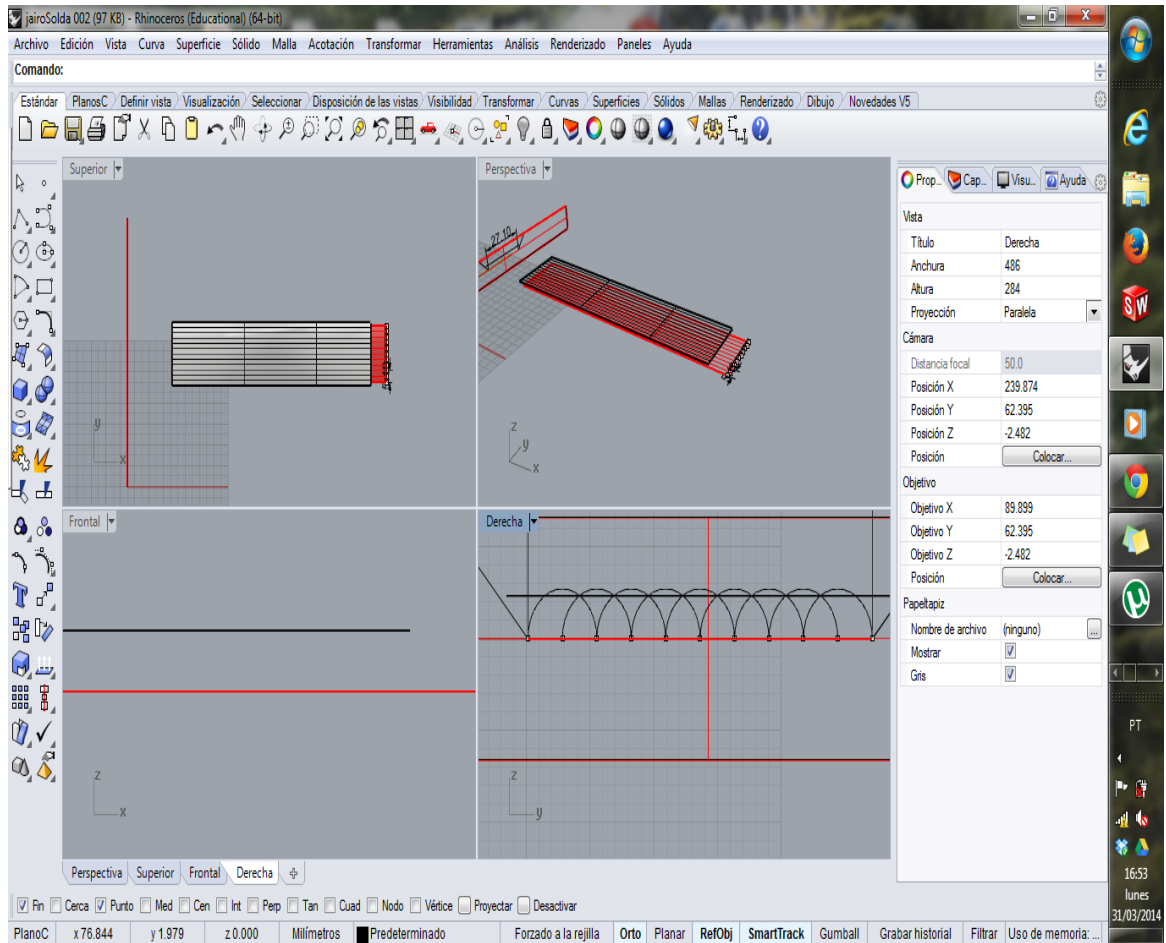 jairoSolda 002 (97 KB) - Rhinoceros (Educational) (64-bit)
Archivo Edición Vista Curva Superficie Sólido Malla Acotación Transformar Herramientas Análisis Renderizado Paneles Ayuda
Comando:
Estándar PlanosC Definir vista Visualización Seleccionar Disposición de las vistas Visibilidad Transformar Curvas Superficies Sólidos Mallas Renderizado Dibujo Novedades V5
Superior
y
x
Perspectiva
27.10
z
y
x
Frontal
z
x
Derecha
z
y
Prop... Cap... Visu... Ayuda
Vista
Título Derecha
Anchura 486
Altura 284
Proyección Paralela
Cámara
Distancia focal 50.0
Posición X 239.874
Posición Y 62.395
Posición Z -2.482
Posición Colocar...
Objetivo
Objetivo X 89.899
Objetivo Y 62.395
Objetivo Z -2.482
Posición Colocar...
Papeltapiz
Nombre de archivo (ninguno) ...
Mostrar
Gris
Perspectiva Superior Frontal Derecha
Fin Cerca Punto Med Cen Int Perp Tan Cuad Nodo Vértice Proyectar Desactivar
PlanoC x 76.844 y 1.979 z 0.000 Milímetros Predeterminado Forzado a la rejilla Orto Planar RefObj SmartTrack Gumball Grabar historial Filtrar Uso de memoria: ...
SW
PT
16:53
lunes
31/03/2014